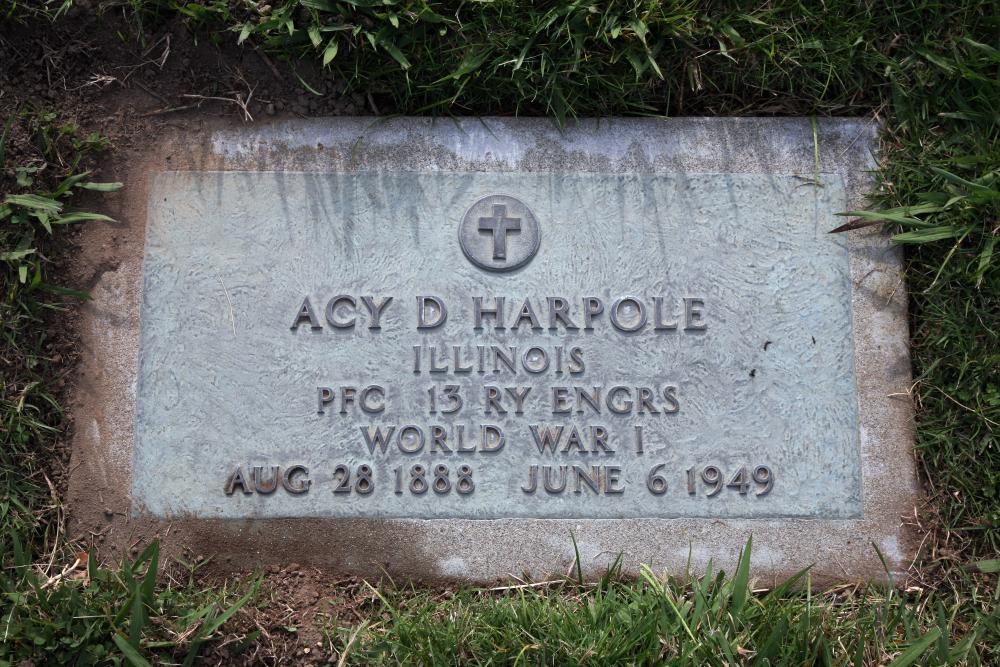 ACY D HARPOLE
ILLINOIS
PFC 13 RY ENGRS
WORLD WAR I
AUG 28 1888 JUNE 6 1949